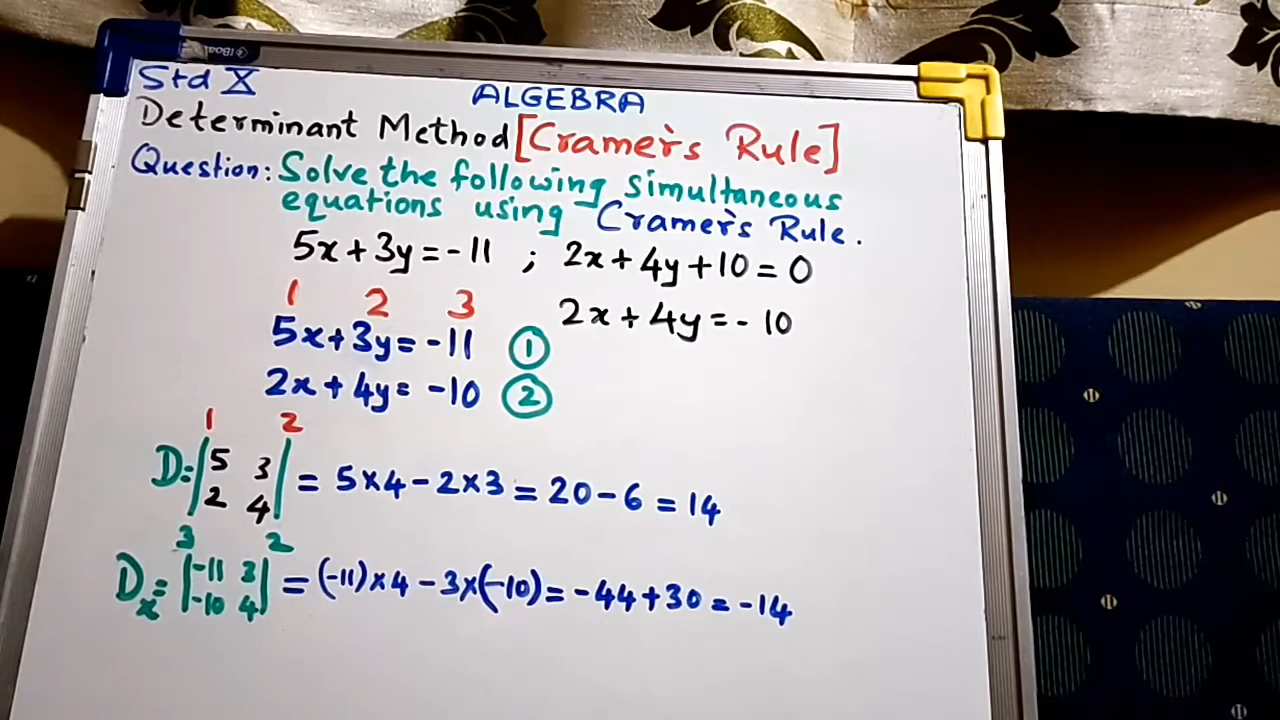 Std X
ALGEBRA
Determinant Method [Cramer's Rule]
Question: Solve the following simultaneous
equations using Cramer's Rule.
5x+3y=-11 ; 2x+4y+10=0
1 2 3
2x+4y=-10
5x+3y=-11 ①
2x+4y=-10 ②
1 2
D=|5 3
2 4| = 5×4-2×3=20-6=14
3 2
Dx=|-11 3
-10 4| =(-11)×4-3×(-10)=-44+30=-14